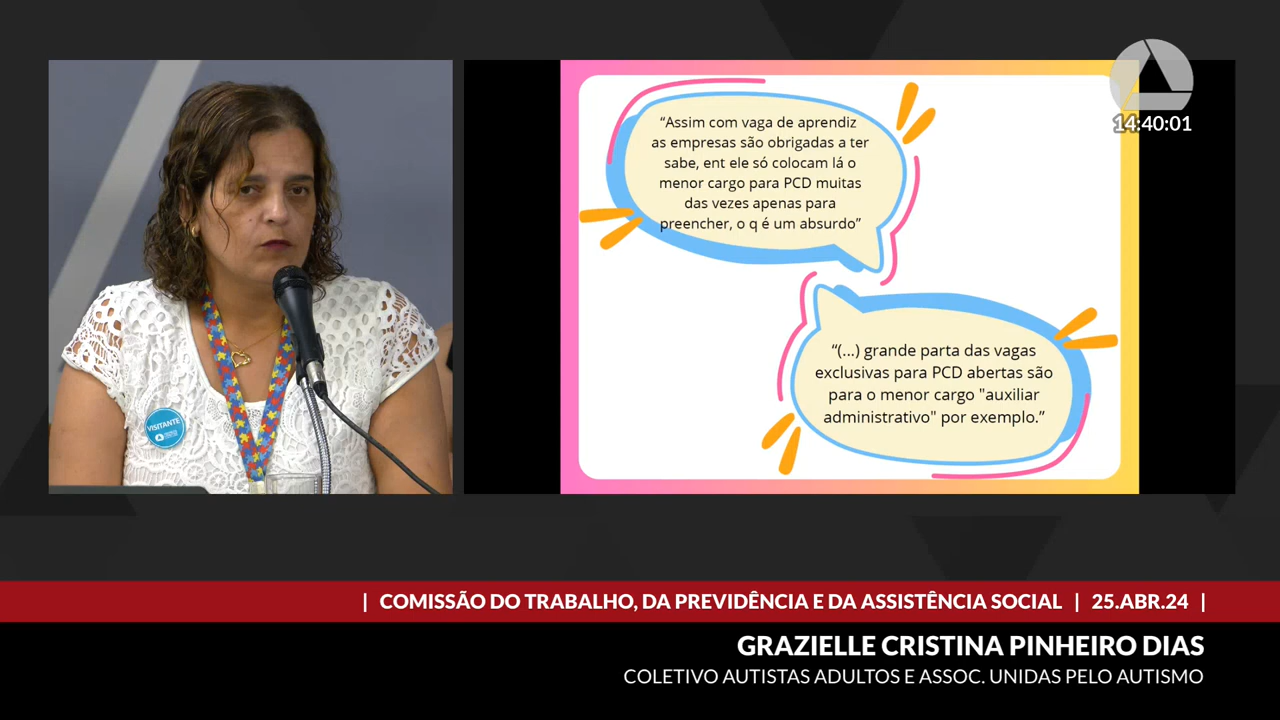 14:40:01
“Assim com vaga de aprendiz
as empresas são obrigadas a ter
sabe, ent ele só colocam lá o
menor cargo para PCD muitas
das vezes apenas para
preencher, o q é um absurdo”
“(...) grande parta das vagas
exclusivas para PCD abertas são
para o menor cargo "auxiliar
administrativo" por exemplo.”
VISITANTE
| COMISSÃO DO TRABALHO, DA PREVIDÊNCIA E DA ASSISTÊNCIA SOCIAL | 25.ABR.24 |
GRAZIELLE CRISTINA PINHEIRO DIAS
COLETIVO AUTISTAS ADULTOS E ASSOC. UNIDAS PELO AUTISMO